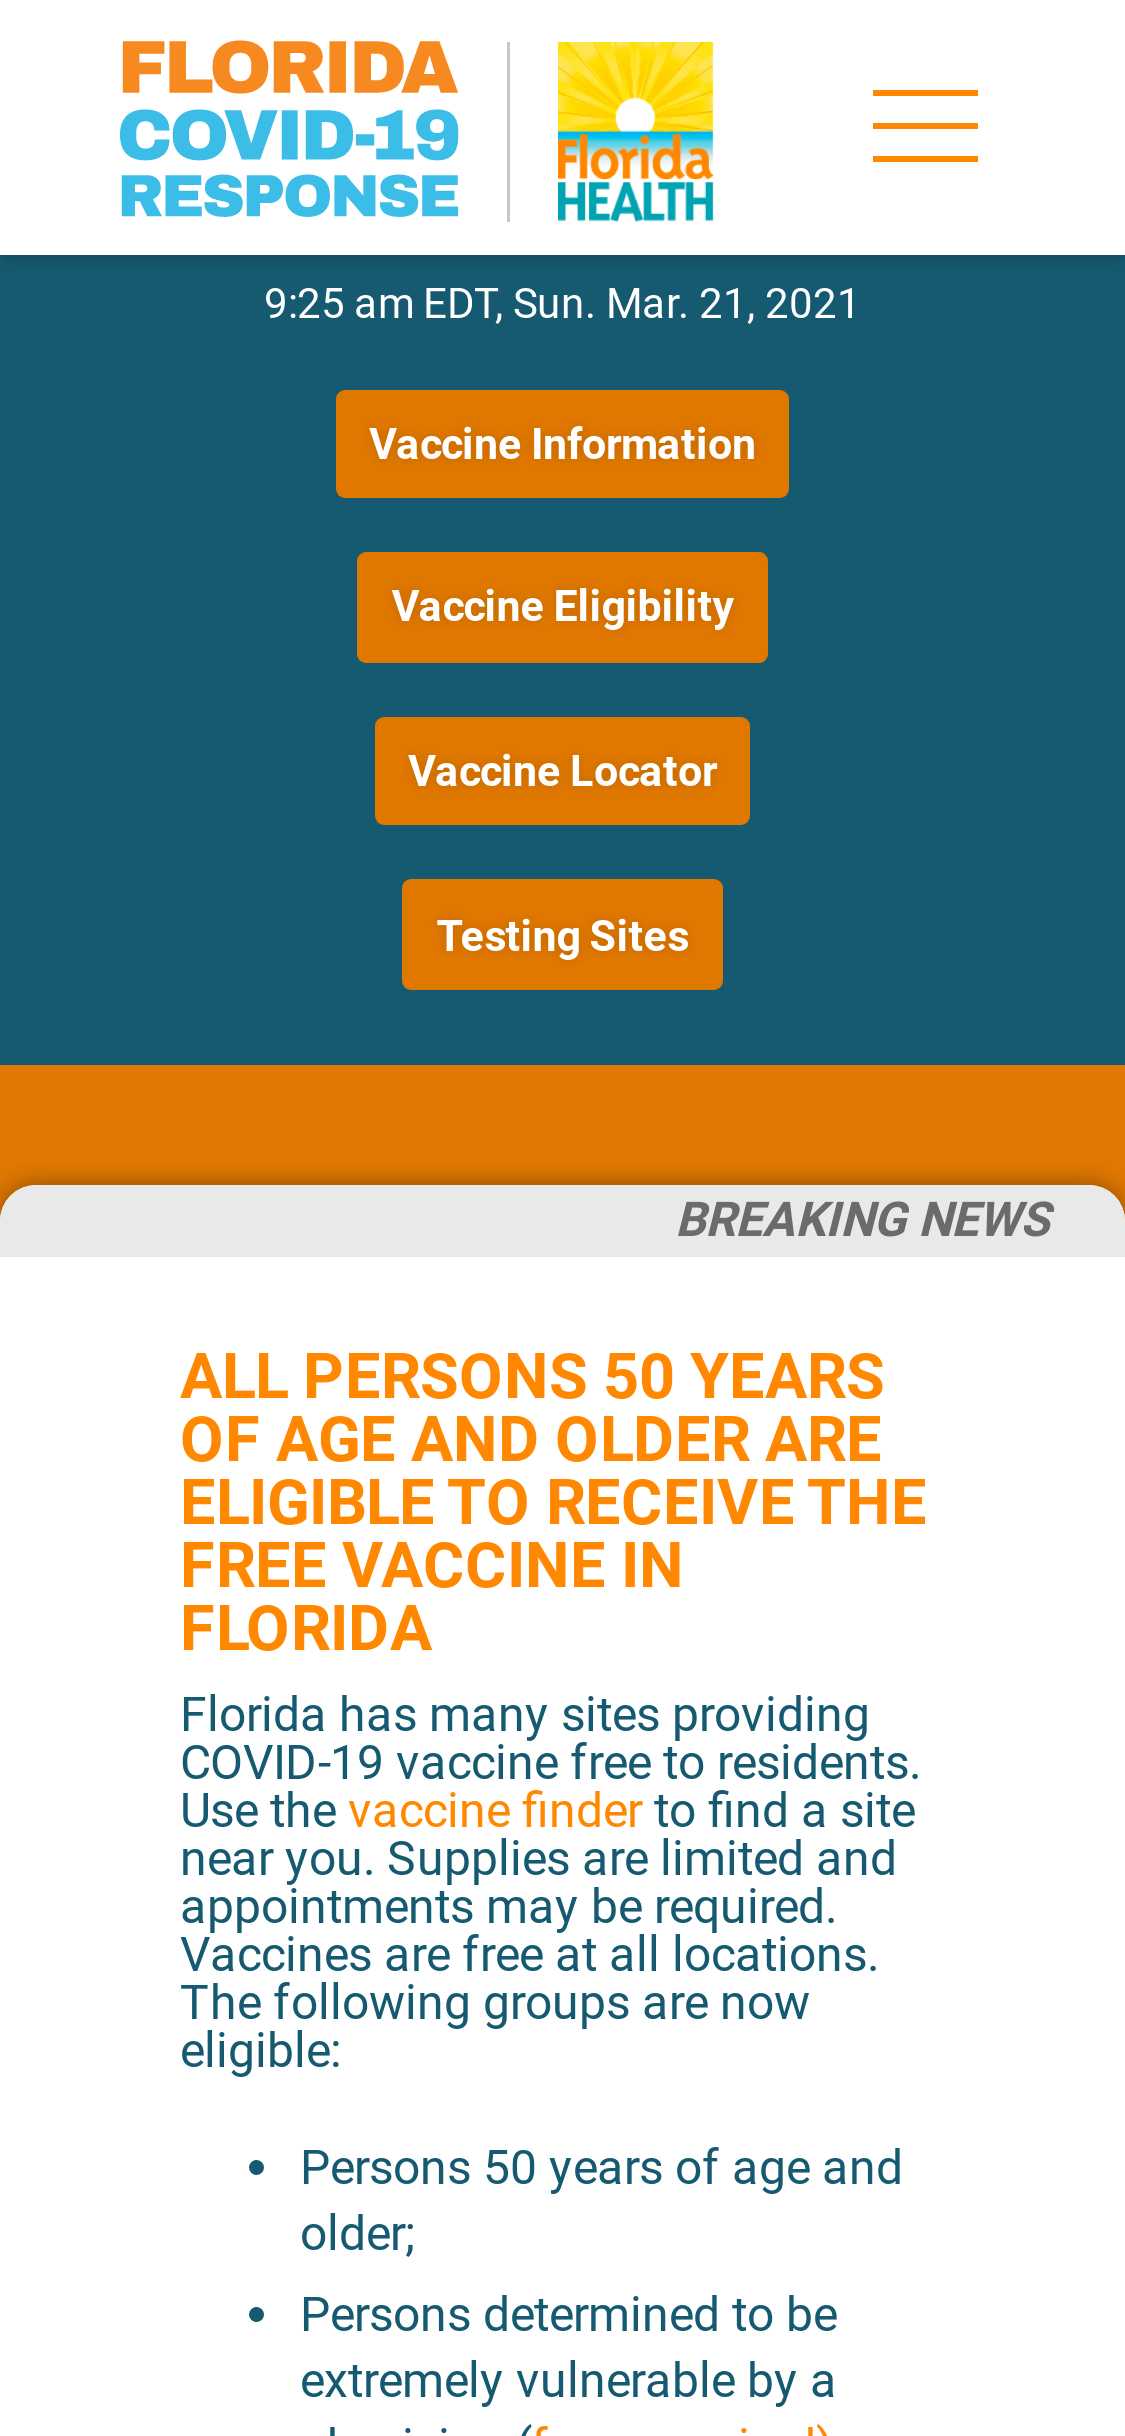 FLORIDA
COVID-19
RESPONSE
Florida
HEALTH
9:25 am EDT, Sun. Mar. 21, 2021
Vaccine Information
Vaccine Eligibility
Vaccine Locator
Testing Sites
BREAKING NEWS
ALL PERSONS 50 YEARS
OF AGE AND OLDER ARE
ELIGIBLE TO RECEIVE THE
FREE VACCINE IN
FLORIDA
Florida has many sites providing
COVID-19 vaccine free to residents.
Use the vaccine finder to find a site
near you. Supplies are limited and
appointments may be required.
Vaccines are free at all locations.
The following groups are now
eligible:
• Persons 50 years of age and
older;
• Persons determined to be
extremely vulnerable by a